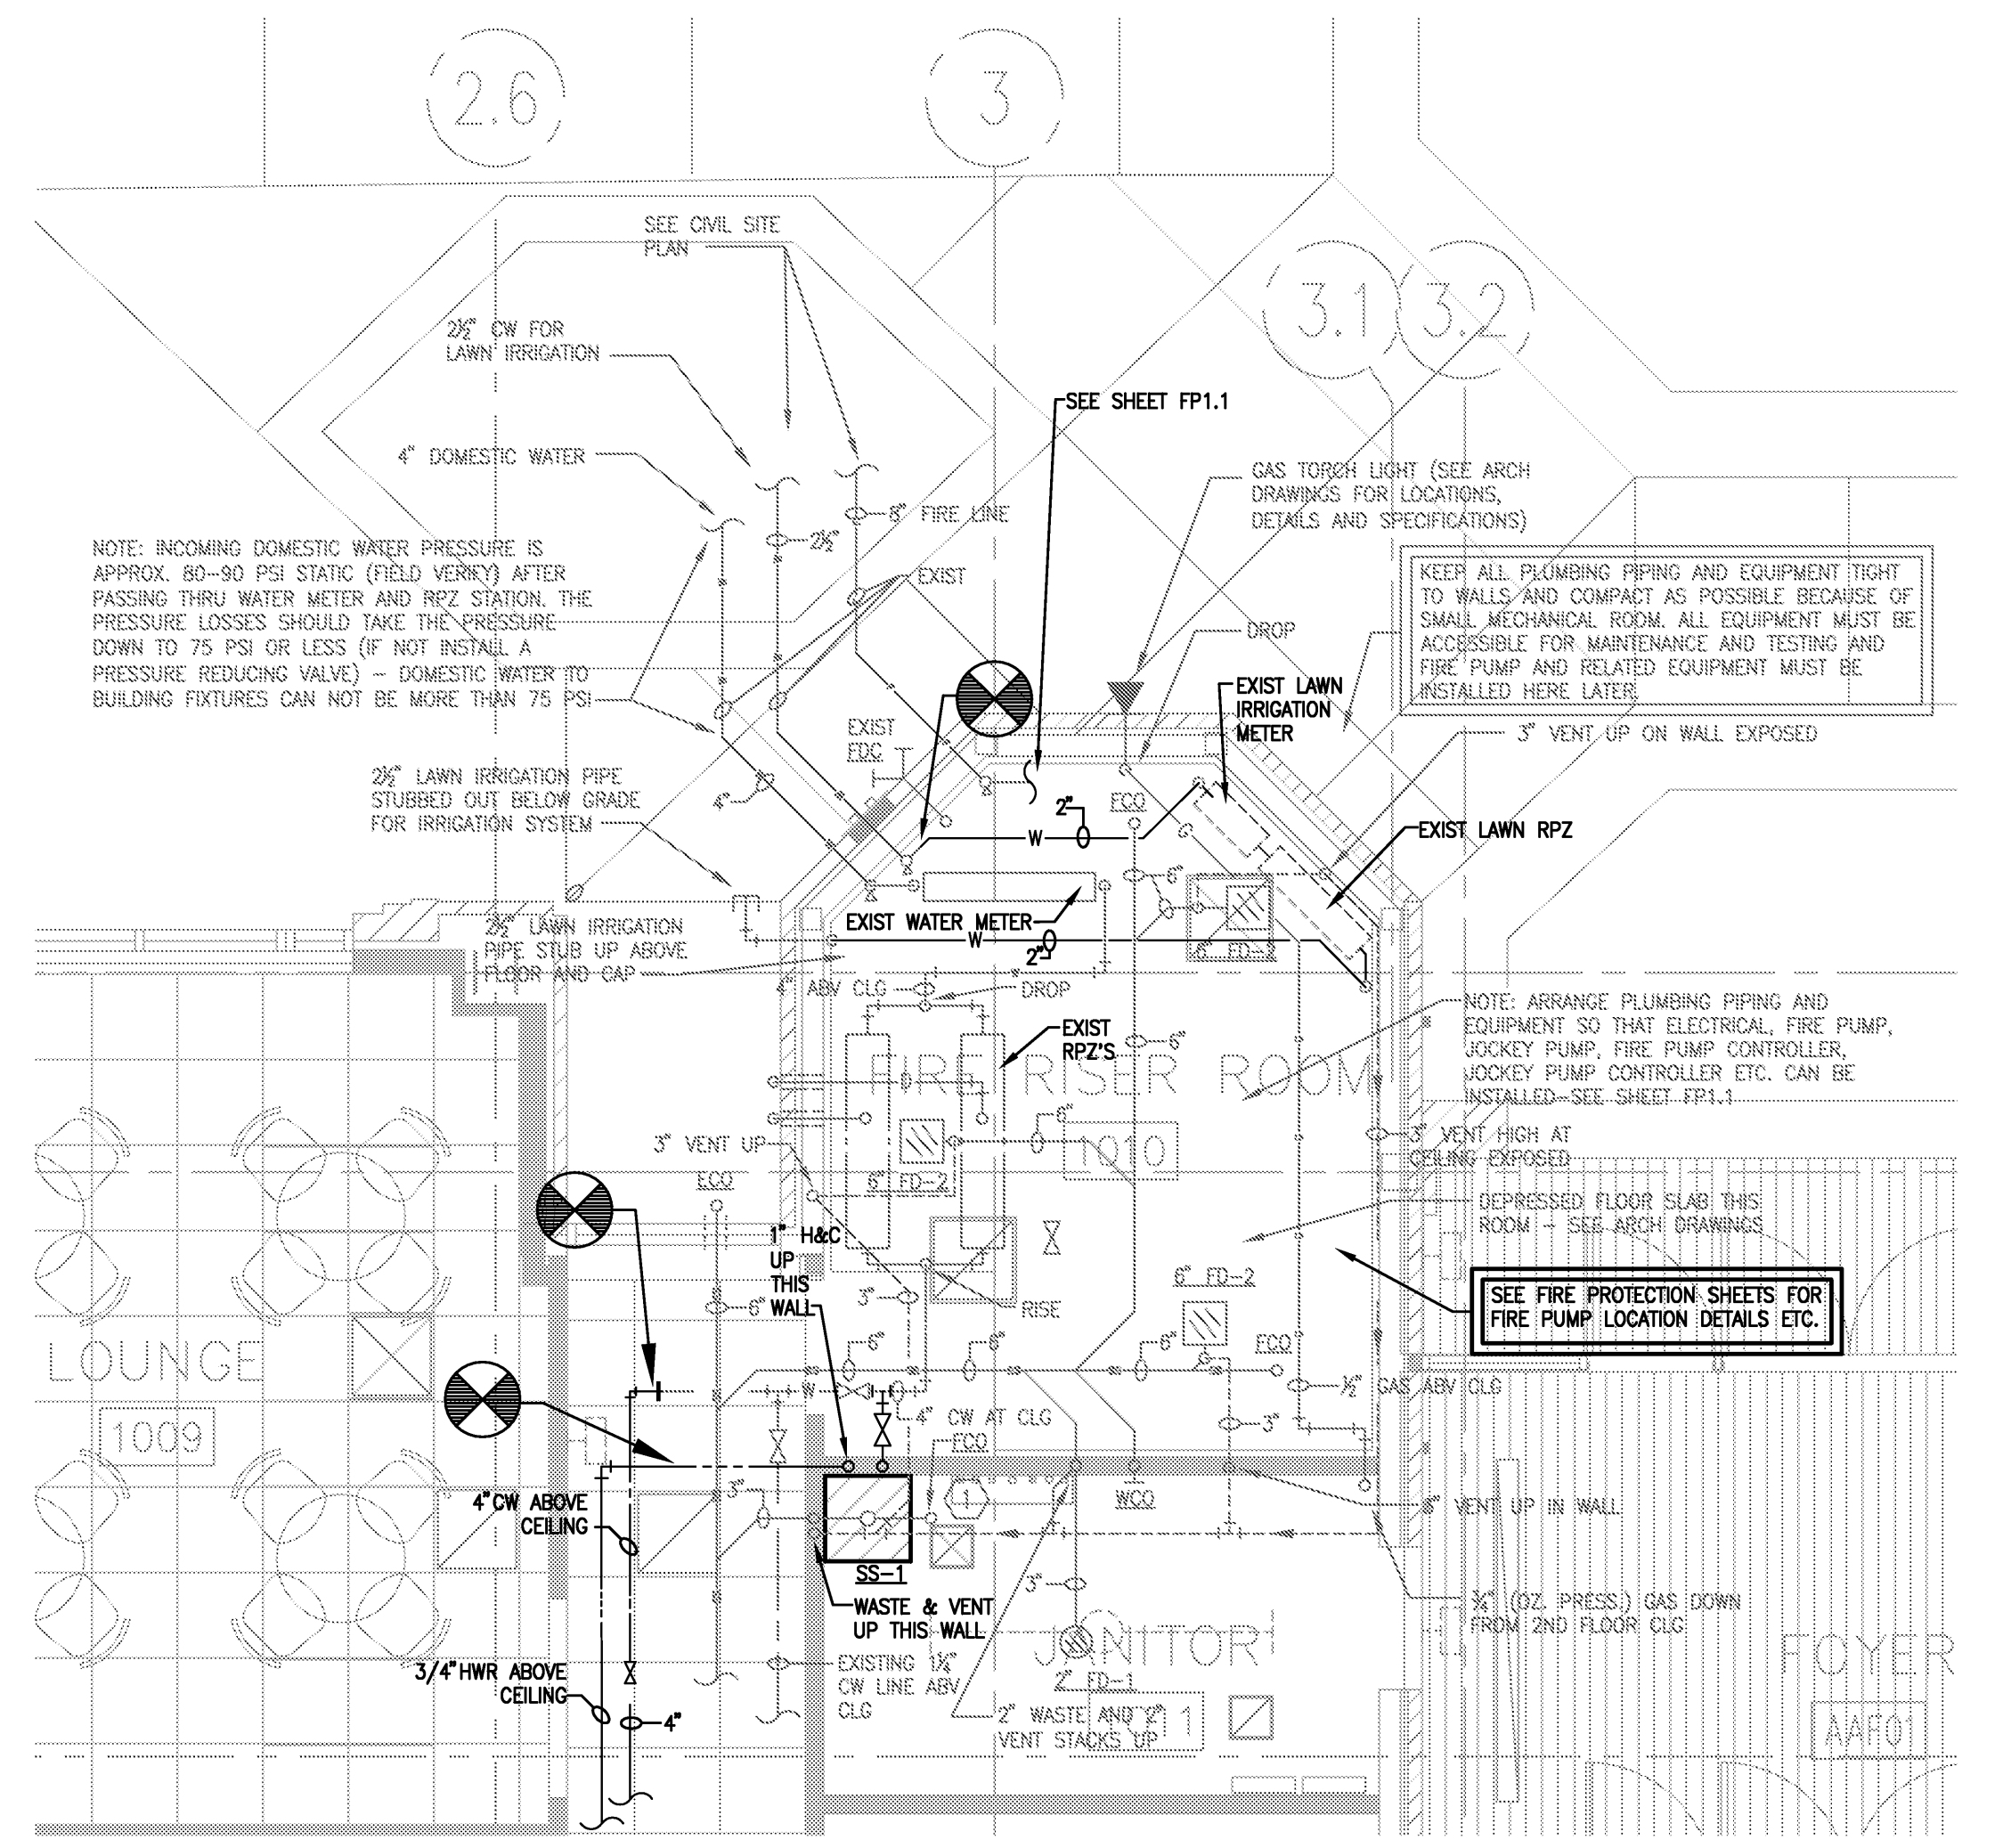 2.6
3
SEE CIVIL SITE
PLAN
3.1
3.2
2½" CW FOR
LAWN IRRIGATION
SEE SHEET FP1.1
4" DOMESTIC WATER
GAS TORCH LIGHT (SEE ARCH
DRAWINGS FOR LOCATIONS,
DETAILS AND SPECIFICATIONS)
8" FIRE LINE
2½"
NOTE: INCOMING DOMESTIC WATER PRESSURE IS
APPROX. 80-90 PSI STATIC (FIELD VERIFY) AFTER
PASSING THRU WATER METER AND RPZ STATION. THE
PRESSURE LOSSES SHOULD TAKE THE PRESSURE
DOWN TO 75 PSI OR LESS (IF NOT INSTALL A
PRESSURE REDUCING VALVE) - DOMESTIC WATER TO
BUILDING FIXTURES CAN NOT BE MORE THAN 75 PSI
EXIST
KEEP ALL PLUMBING PIPING AND EQUIPMENT TIGHT
TO WALLS AND COMPACT AS POSSIBLE BECAUSE OF
SMALL MECHANICAL ROOM. ALL EQUIPMENT MUST BE
ACCESSIBLE FOR MAINTENANCE AND TESTING AND
FIRE PUMP AND RELATED EQUIPMENT MUST BE
INSTALLED HERE LATER.
DROP
EXIST LAWN
IRRIGATION
METER
EXIST
FDC
3" VENT UP ON WALL EXPOSED
2½" LAWN IRRIGATION PIPE
STUBBED OUT BELOW GRADE
FOR IRRIGATION SYSTEM
4"
2"
FCO
W
EXIST LAWN RPZ
6"
EXIST WATER METER
2½" LAWN IRRIGATION
PIPE STUB UP ABOVE
FLOOR AND CAP
W
2"
6" FD-2
4" ABV CLG
DROP
NOTE: ARRANGE PLUMBING PIPING AND
EQUIPMENT SO THAT ELECTRICAL, FIRE PUMP,
JOCKEY PUMP, FIRE PUMP CONTROLLER,
JOCKEY PUMP CONTROLLER ETC. CAN BE
INSTALLED-SEE SHEET FP1.1
EXIST
RPZ'S
6"
FIRE RISER ROOM
1010
6"
3" VENT UP
6" FD-2
3" VENT HIGH AT
CEILING EXPOSED
ECO
DEPRESSED FLOOR SLAB THIS
ROOM - SEE ARCH DRAWINGS
1" H&C
UP
THIS
WALL
6"
6" FD-2
SEE FIRE PROTECTION SHEETS FOR
FIRE PUMP LOCATION DETAILS ETC.
3"
RISE
6"
6"
6"
FCO
LOUNGE
1009
W
½" GAS ABV CLG
4" CW AT CLG
FCO
3"
3"
1
WCO
3" VENT UP IN WALL
4"CW ABOVE
CEILING
SS-1
WASTE & VENT
UP THIS WALL
3"
¾" (OZ. PRESS.) GAS DOWN
FROM 2ND FLOOR CLG
JANITOR
2" FD-1
EXISTING 1¼"
CW LINE ABV
CLG
3/4"HWR ABOVE
CEILING
4"
2" WASTE AND 2"
VENT STACKS UP
FOYER
AAF01